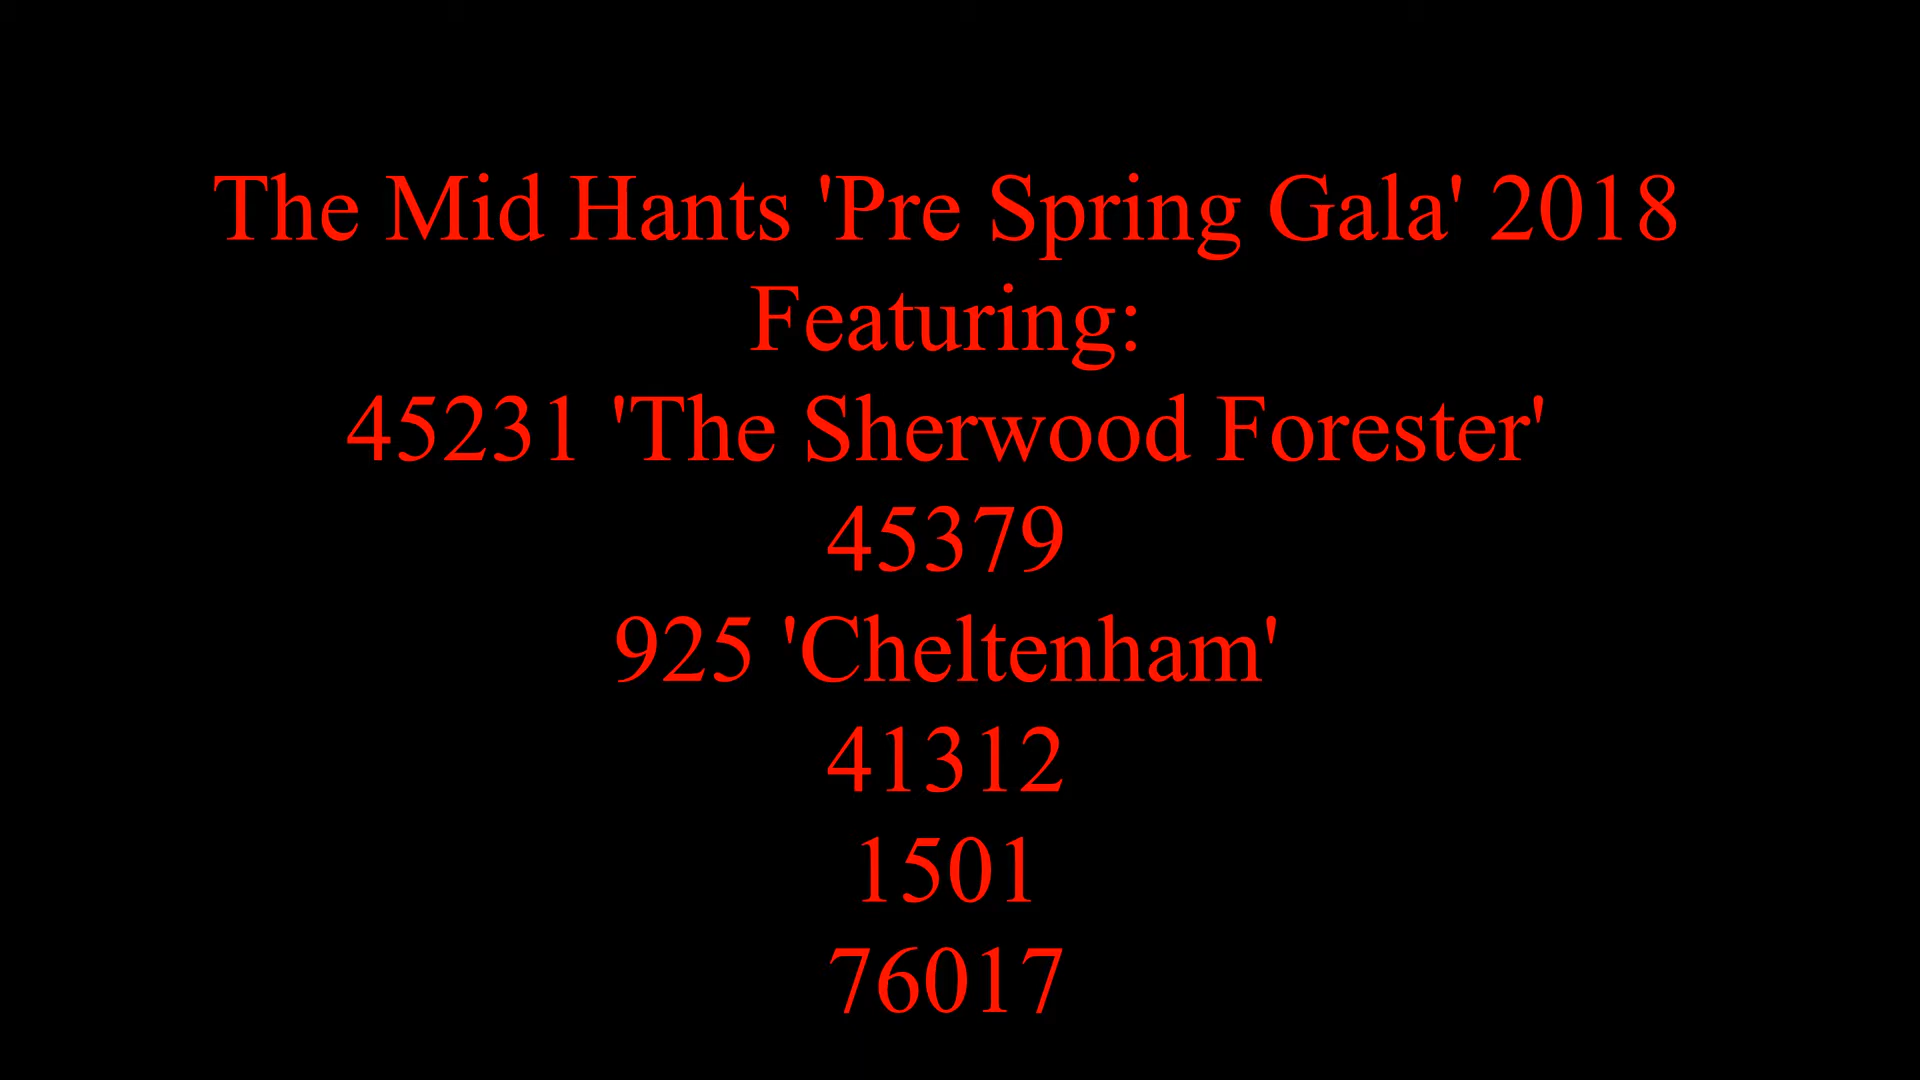 The Mid Hants 'Pre Spring Gala' 2018
Featuring:
45231 'The Sherwood Forester'
45379
925 'Cheltenham'
41312
1501
76017